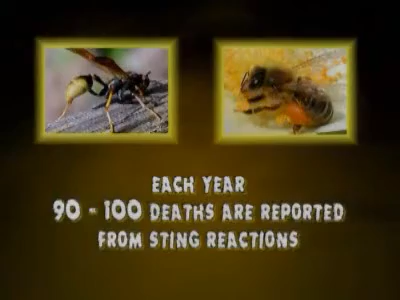 EACH YEAR
90 - 100 DEATHS ARE REPORTED
FROM STING REACTIONS